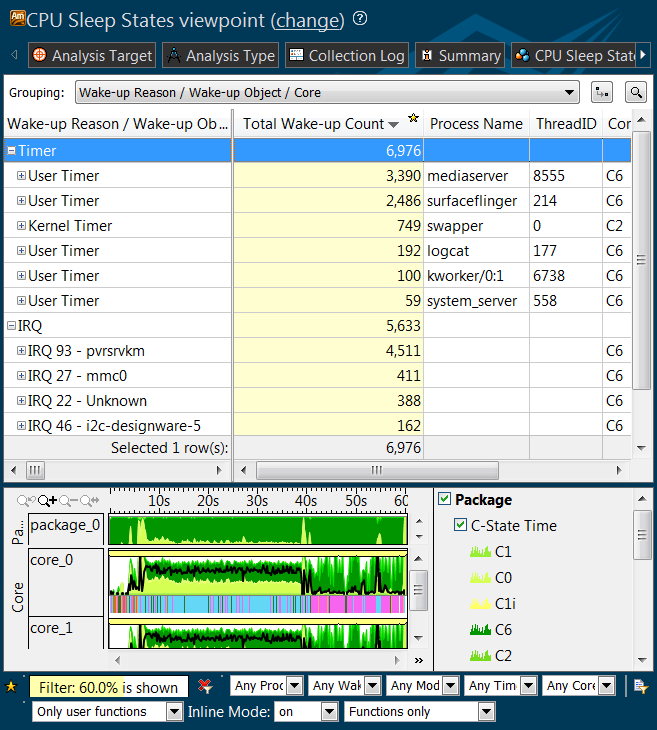 Am CPU Sleep States viewpoint (change) ?
Analysis Target A Analysis Type Collection Log Summary CPU Sleep State
Grouping: Wake-up Reason / Wake-up Object / Core
Wake-up Reason / Wake-up Ob... Total Wake-up Count Process Name ThreadID Cor
Timer 6,976
User Timer 3,390 mediaserver 8555 C6
User Timer 2,486 surfaceflinger 214 C6
Kernel Timer 749 swapper 0 C2
User Timer 192 logcat 177 C6
User Timer 100 kworker/0:1 6738 C6
User Timer 59 system_server 558 C6
IRQ 5,633
IRQ 93 - pvrsrvkm 4,511 C6
IRQ 27 - mmc0 411 C6
IRQ 22 - Unknown 388 C6
IRQ 46 - i2c-designware-5 162 C6
Selected 1 row(s): 6,976
10s 20s 30s 40s 50s 60
Pa...
package_0
Core
core_0
core_1
Package
C-State Time
C1
C0
C1i
C6
C2
Filter: 60.0% is shown Any Proc Any Wak Any Mod Any Tim Any Core
Only user functions Inline Mode: on Functions only